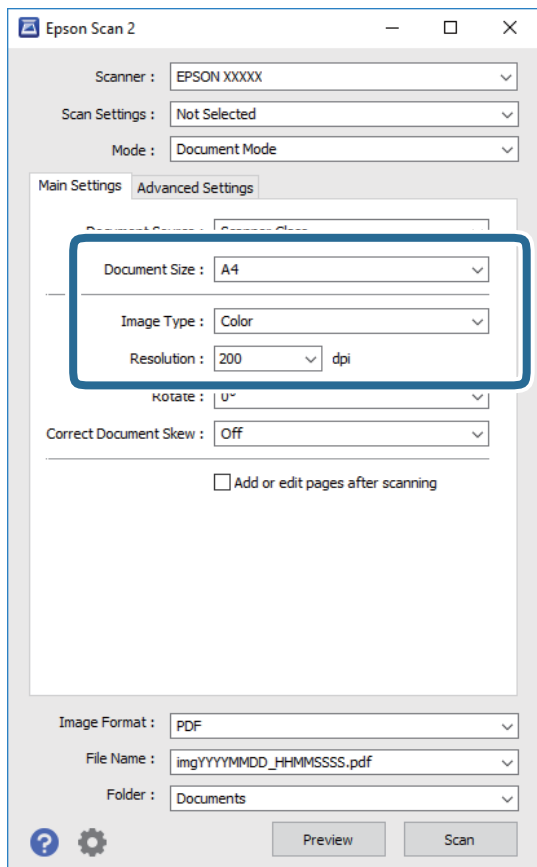 Epson Scan 2
Scanner : EPSON XXXXX
Scan Settings : Not Selected
Mode : Document Mode
Main Settings Advanced Settings
Document Size : A4
Image Type : Color
Resolution : 200 dpi
Rotate : 0°
Correct Document Skew : Off
Add or edit pages after scanning
Image Format : PDF
File Name : imgYYYYMMDD_HHMMSSSS.pdf
Folder : Documents
? Preview Scan